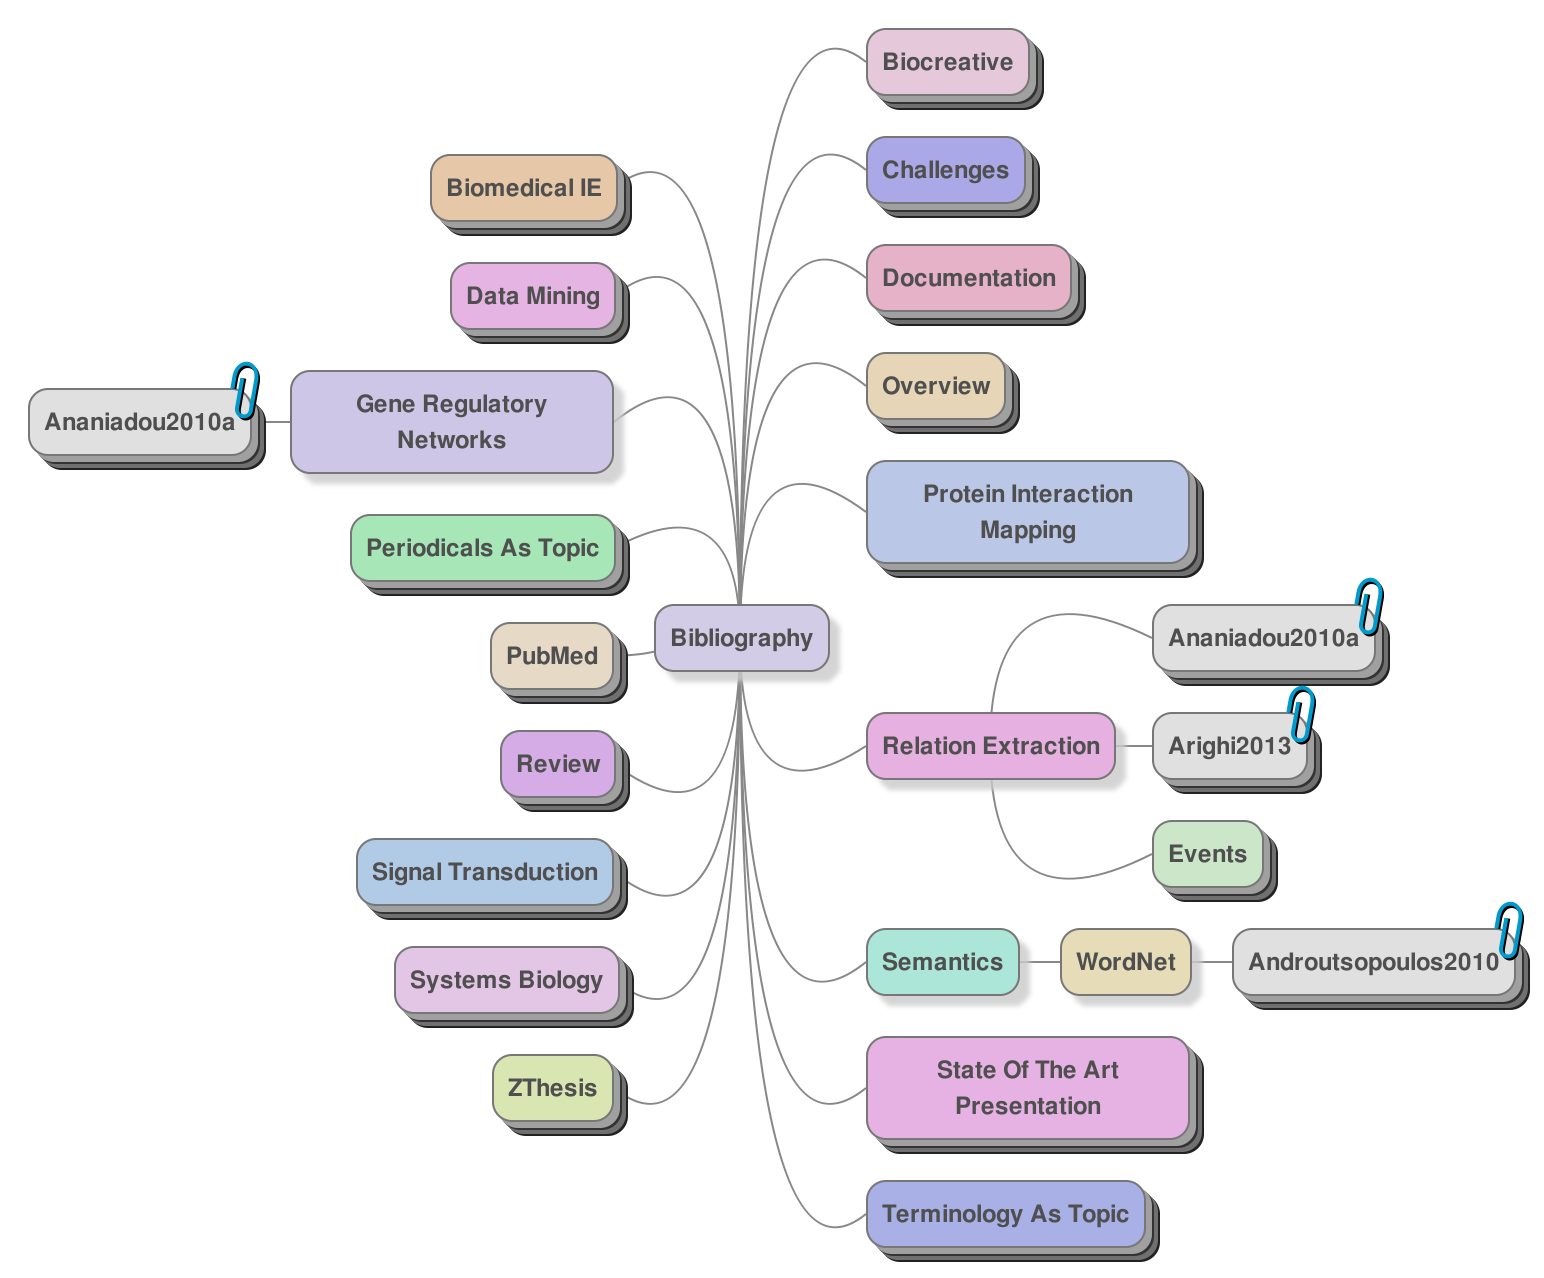 Biocreative
Challenges
Biomedical IE
Documentation
Data Mining
Overview
Ananiadou2010a
Gene Regulatory
Networks
Protein Interaction
Mapping
Periodicals As Topic
Bibliography
Ananiadou2010a
PubMed
Relation Extraction
Arighi2013
Review
Events
Signal Transduction
Semantics
WordNet
Androutsopoulos2010
Systems Biology
State Of The Art
Presentation
ZThesis
Terminology As Topic